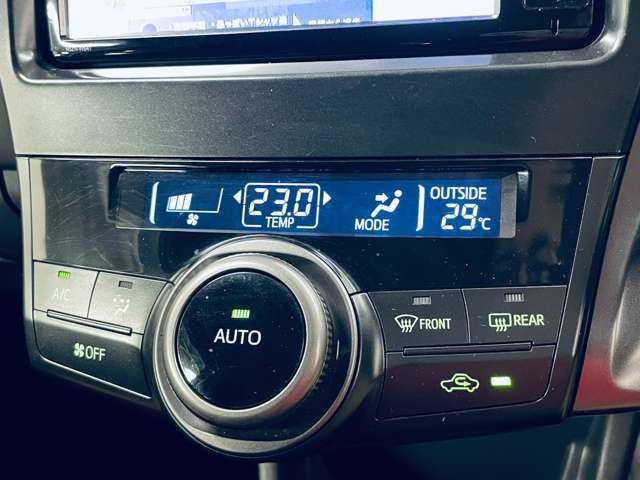 23.0
TEMP
MODE
OUTSIDE
29℃
A/C
OFF
AUTO
FRONT
REAR